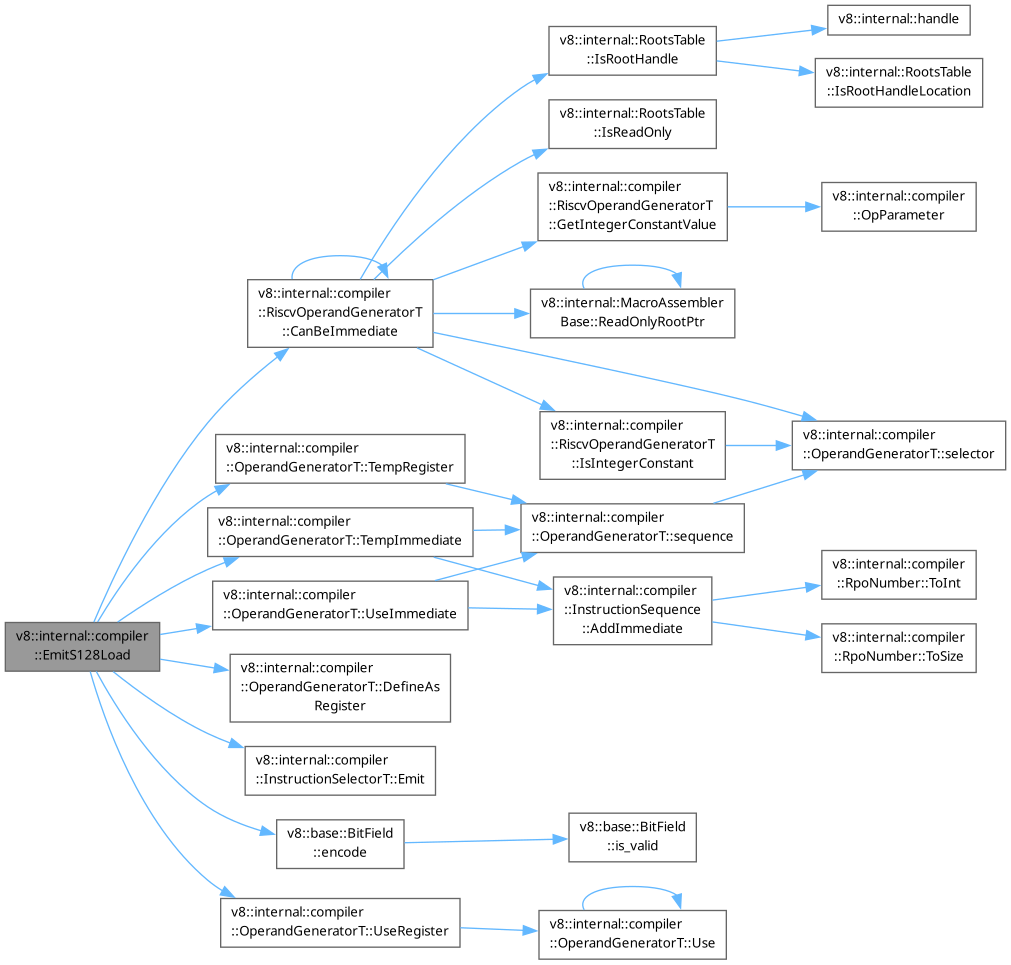 v8::internal::compiler
::EmitS128Load
v8::internal::compiler
::RiscvOperandGeneratorT
::CanBeImmediate
v8::internal::RootsTable
::IsRootHandle
v8::internal::handle
v8::internal::RootsTable
::IsRootHandleLocation
v8::internal::RootsTable
::IsReadOnly
v8::internal::compiler
::RiscvOperandGeneratorT
::GetIntegerConstantValue
v8::internal::compiler
::OpParameter
v8::internal::MacroAssembler
Base::ReadOnlyRootPtr
v8::internal::compiler
::RiscvOperandGeneratorT
::IsIntegerConstant
v8::internal::compiler
::OperandGeneratorT::selector
v8::internal::compiler
::OperandGeneratorT::TempRegister
v8::internal::compiler
::OperandGeneratorT::sequence
v8::internal::compiler
::OperandGeneratorT::TempImmediate
v8::internal::compiler
::InstructionSequence
::AddImmediate
v8::internal::compiler
::RpoNumber::ToInt
v8::internal::compiler
::RpoNumber::ToSize
v8::internal::compiler
::OperandGeneratorT::UseImmediate
v8::internal::compiler
::OperandGeneratorT::DefineAs
Register
v8::internal::compiler
::InstructionSelectorT::Emit
v8::base::BitField
::encode
v8::base::BitField
::is_valid
v8::internal::compiler
::OperandGeneratorT::UseRegister
v8::internal::compiler
::OperandGeneratorT::Use